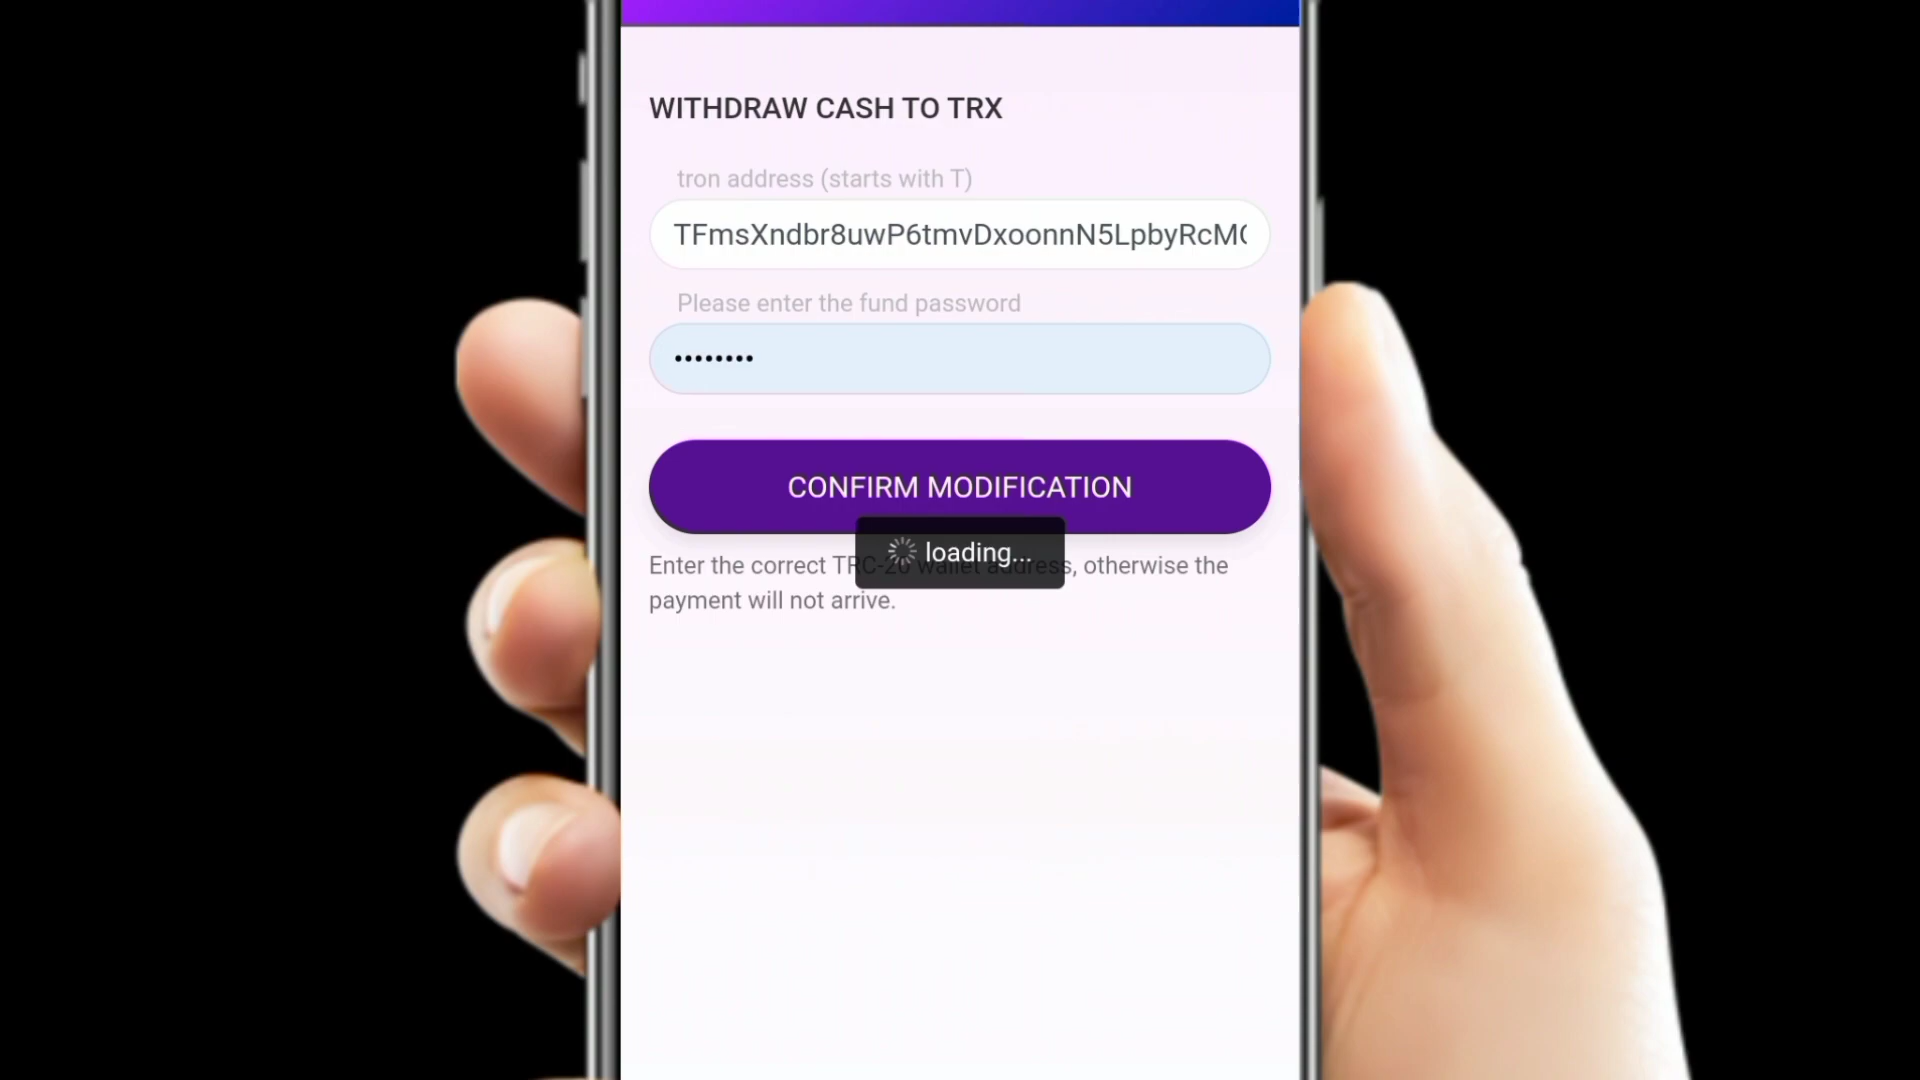 WITHDRAW CASH TO TRX
tron address (starts with T)
TFmsXndbr8uwP6tmvDxoonnN5LpbyRcM
Please enter the fund password
••••••••
CONFIRM MODIFICATION
loading...
Enter the correct TRC-20 wallet address, otherwise the
payment will not arrive.